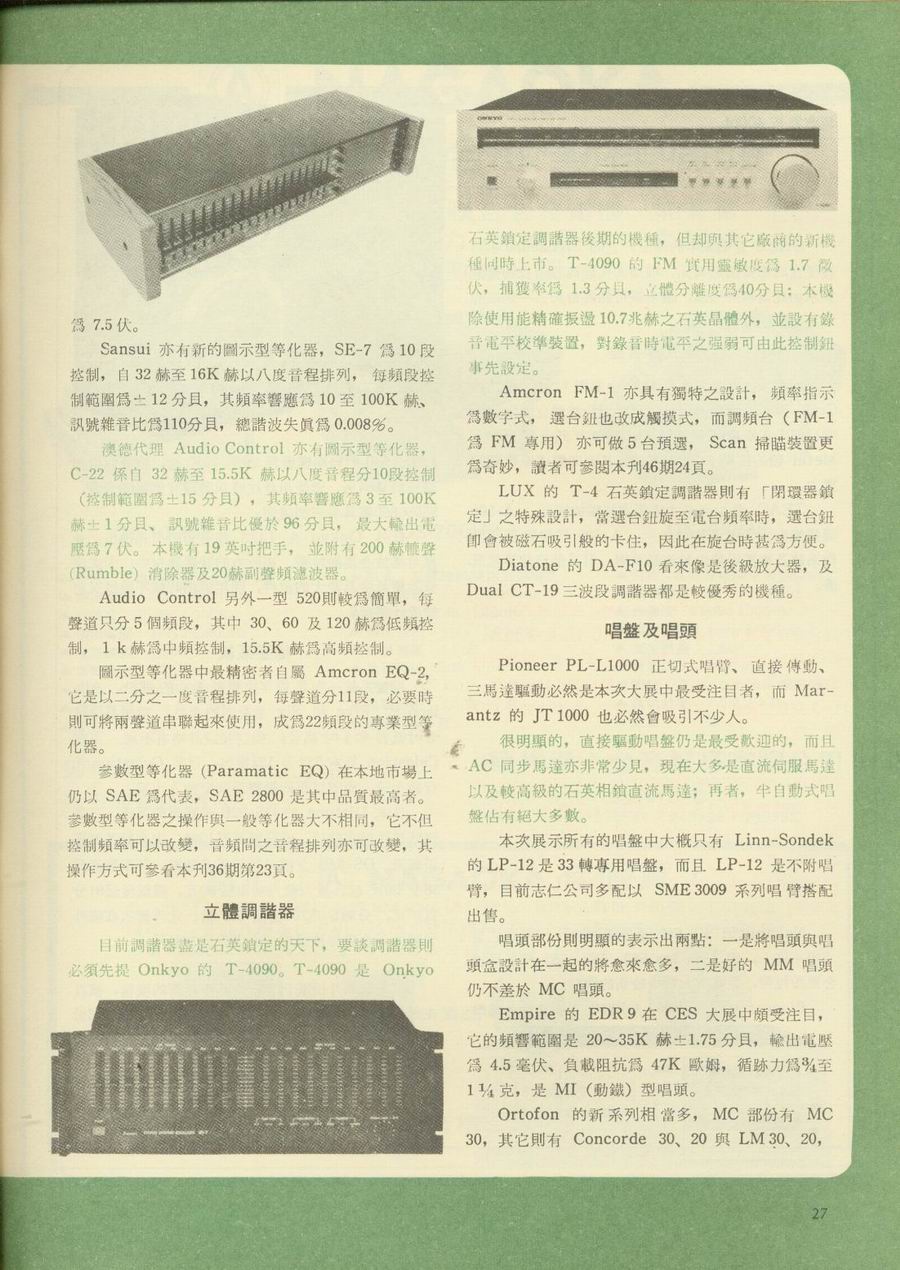 為 7.5 伏。
Sansui 亦有新的圖示型等化器，SE-7 為 10 段
控制，自 32 赫至 16K 赫以八度音程排列， 每頻段控
制範圍為±12 分貝，其頻率響應為 10 至 100K 赫、
訊號雜音比為110分貝，總諧波失眞為 0.008%。
漢德代理 Audio Control 亦有圖示型等化器，
C-22 係自 32 赫至 15.5K 赫以八度音程分10段控制
（控制範圍為±15 分貝），其頻率響應為 3 至 100K
赫±1 分貝、 訊號雜音比優於 96 分貝， 最大輸出電
壓為 7 伏。 本機有 19 英吋把手， 並附有 200 赫轆聲
(Rumble) 消除器及20赫副聲頻濾波器。
Audio Control 另外一型 520則較為簡單，每
聲道只分 5 個頻段，其中 30、60 及 120 赫為低頻控
制， 1 k 赫為中頻控制，15.5K 赫為高頻控制。
圖示型等化器中最精密者自屬 Amcron EQ-2,
它是以二分之一度音程排列，每聲道分11段，必要時
則可將兩聲道串聯起來使用，成為22頻段的專業型等
化器。
參數型等化器 (Paramatic EQ) 在本地市場上
仍以 SAE 為代表，SAE 2800 是其中品質最高者。
參數型等化器之操作與一般等化器大不相同，它不但
控制頻率可以改變，音頻間之音程排列亦可改變，其
操作方式可參看本刊36期第23頁。
立體調諧器
目前調諧器盡是石英鎖定的天下，要談調諧器則
必須先提 Onkyo 的 T-4090。T-4090 是 Onkyo
ONKYO
石英鎖定調諧器後期的機種，但却與其它廠商的新機
種同時上市。 T-4090 的 FM 實用靈敏度為 1.7 微
伏，捕獲率為 1.3 分貝，立體分離度為40分貝；本機
除使用能精確振盪 10.7兆赫之石英晶體外，並設有錄
音電平校準裝置，對錄音時電平之强弱可由此控制鈕
事先設定。
Amcron FM-1 亦具有獨特之設計， 頻率指示
為數字式， 選台鈕也改成觸摸式，而調頻台（FM-1
為 FM 專用）亦可做 5 台預選， Scan 掃瞄裝置更
為奇妙，讀者可參閱本刊46期24頁。
LUX 的 T-4 石英鎖定調諧器則有「閉環器鎖
定」之特殊設計，當選台鈕旋至電台頻率時，選台鈕
卽會被磁石吸引般的卡住，因此在旋台時甚為方便。
Diatone 的 DA-F10 看來像是後級放大器，及
Dual CT-19 三波段調諧器都是較優秀的機種。
唱盤及唱頭
Pioneer PL-L1000 正切式唱臂、 直接傳動、
三馬達驅動必然是本次大展中最受注目者，而 Mar-
antz 的 JT 1000 也必然會吸引不少人。
很明顯的，直接驅動唱盤仍是最受歡迎的，而且
AC 同步馬達亦非常少見，現在大多是直流伺服馬達
以及較高級的石英相鎖直流馬達；再者，半自動式唱
盤佔有絕大多數。
本次展示所有的唱盤中大概只有 Linn-Sondek
的 LP-12 是 33 轉專用唱盤，而且 LP-12 是不附唱
臂，目前志仁公司多配以 SME 3009 系列唱臂搭配
出售。
唱頭部份則明顯的表示出兩點：一是將唱頭與唱
頭盒設計在一起的將愈來愈多，二是好的 MM 唱頭
仍不差於 MC 唱頭。
Empire 的 EDR 9 在 CES 大展中頗受注目，
它的頻響範圍是 20～35K 赫±1.75 分貝，輸出電壓
為 4.5 毫伏、負載阻抗為 47K 歐姆，循跡力為¾至
1 ¼ 克，是 MI（動鐵）型唱頭。
Ortofon 的新系列相當多， MC 部份有 MC
30，其它則有 Concorde 30、20 與 LM 30、20，
27